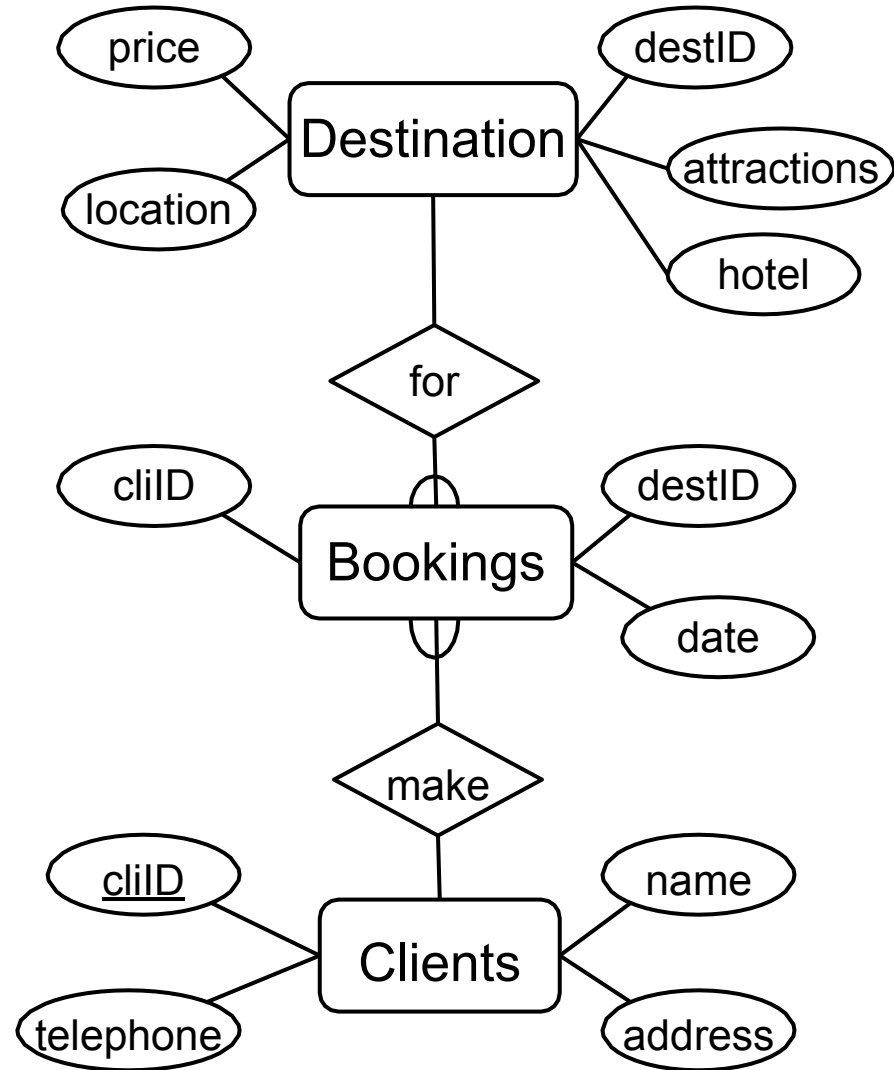 price
destID
Destination
attractions
location
hotel
for
cliID
destID
Bookings
date
make
cliID
name
Clients
telephone
address